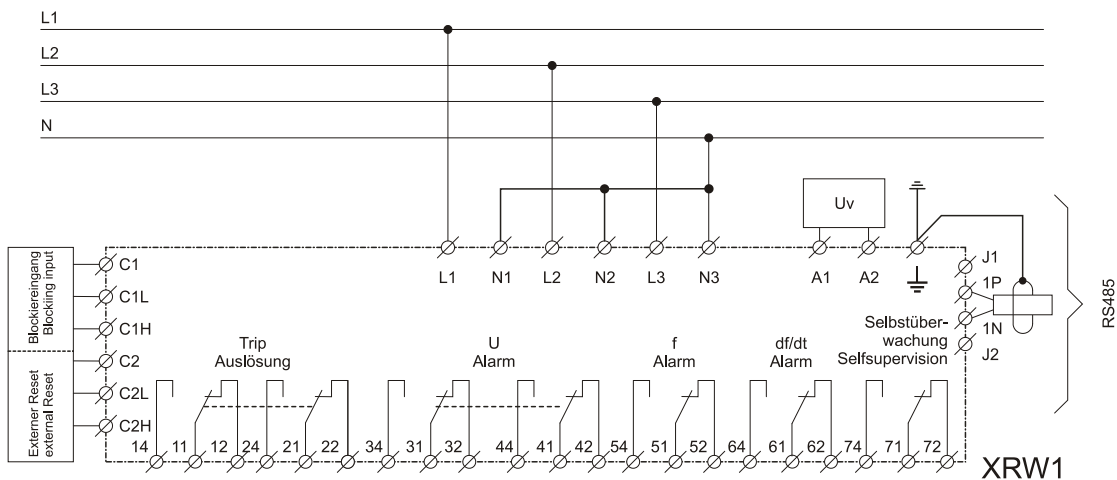 L1
L2
L3
N
Uv
L1 N1 L2 N2 L3 N3 A1 A2
Blockiereingang
Blockiing input
Externer Reset
external Reset
C1
C1L
C1H
C2
C2L
C2H
J1
1P
1N
J2
RS485
Trip
Auslösung
U
Alarm
f
Alarm
df/dt
Alarm
Selbstüber-
wachung
Selfsupervision
14 11 12 24 21 22 34 31 32 44 41 42 54 51 52 64 61 62 74 71 72
XRW1